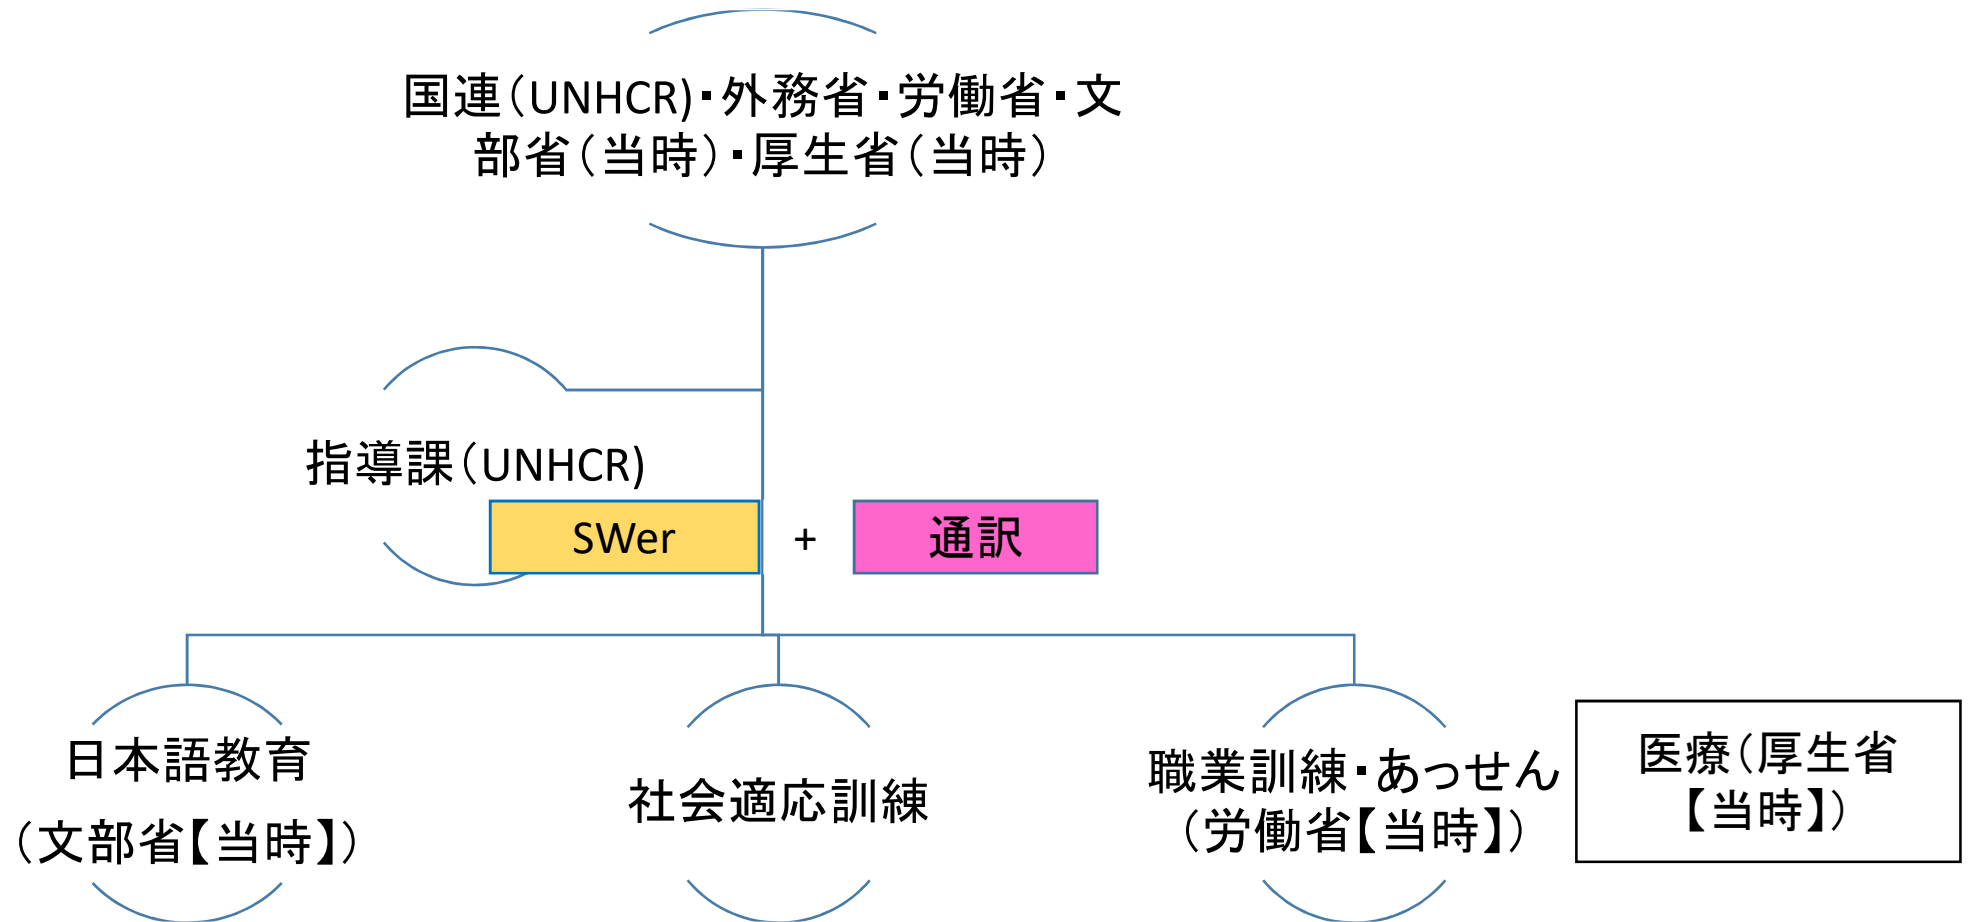 国連（UNHCR)・外務省・労働省・文
部省（当時）・厚生省（当時）
指導課（UNHCR)
SWer
+
通訳
日本語教育
（文部省【当時】）
社会適応訓練
職業訓練・あっせん
（労働省【当時】）
医療（厚生省
【当時】）